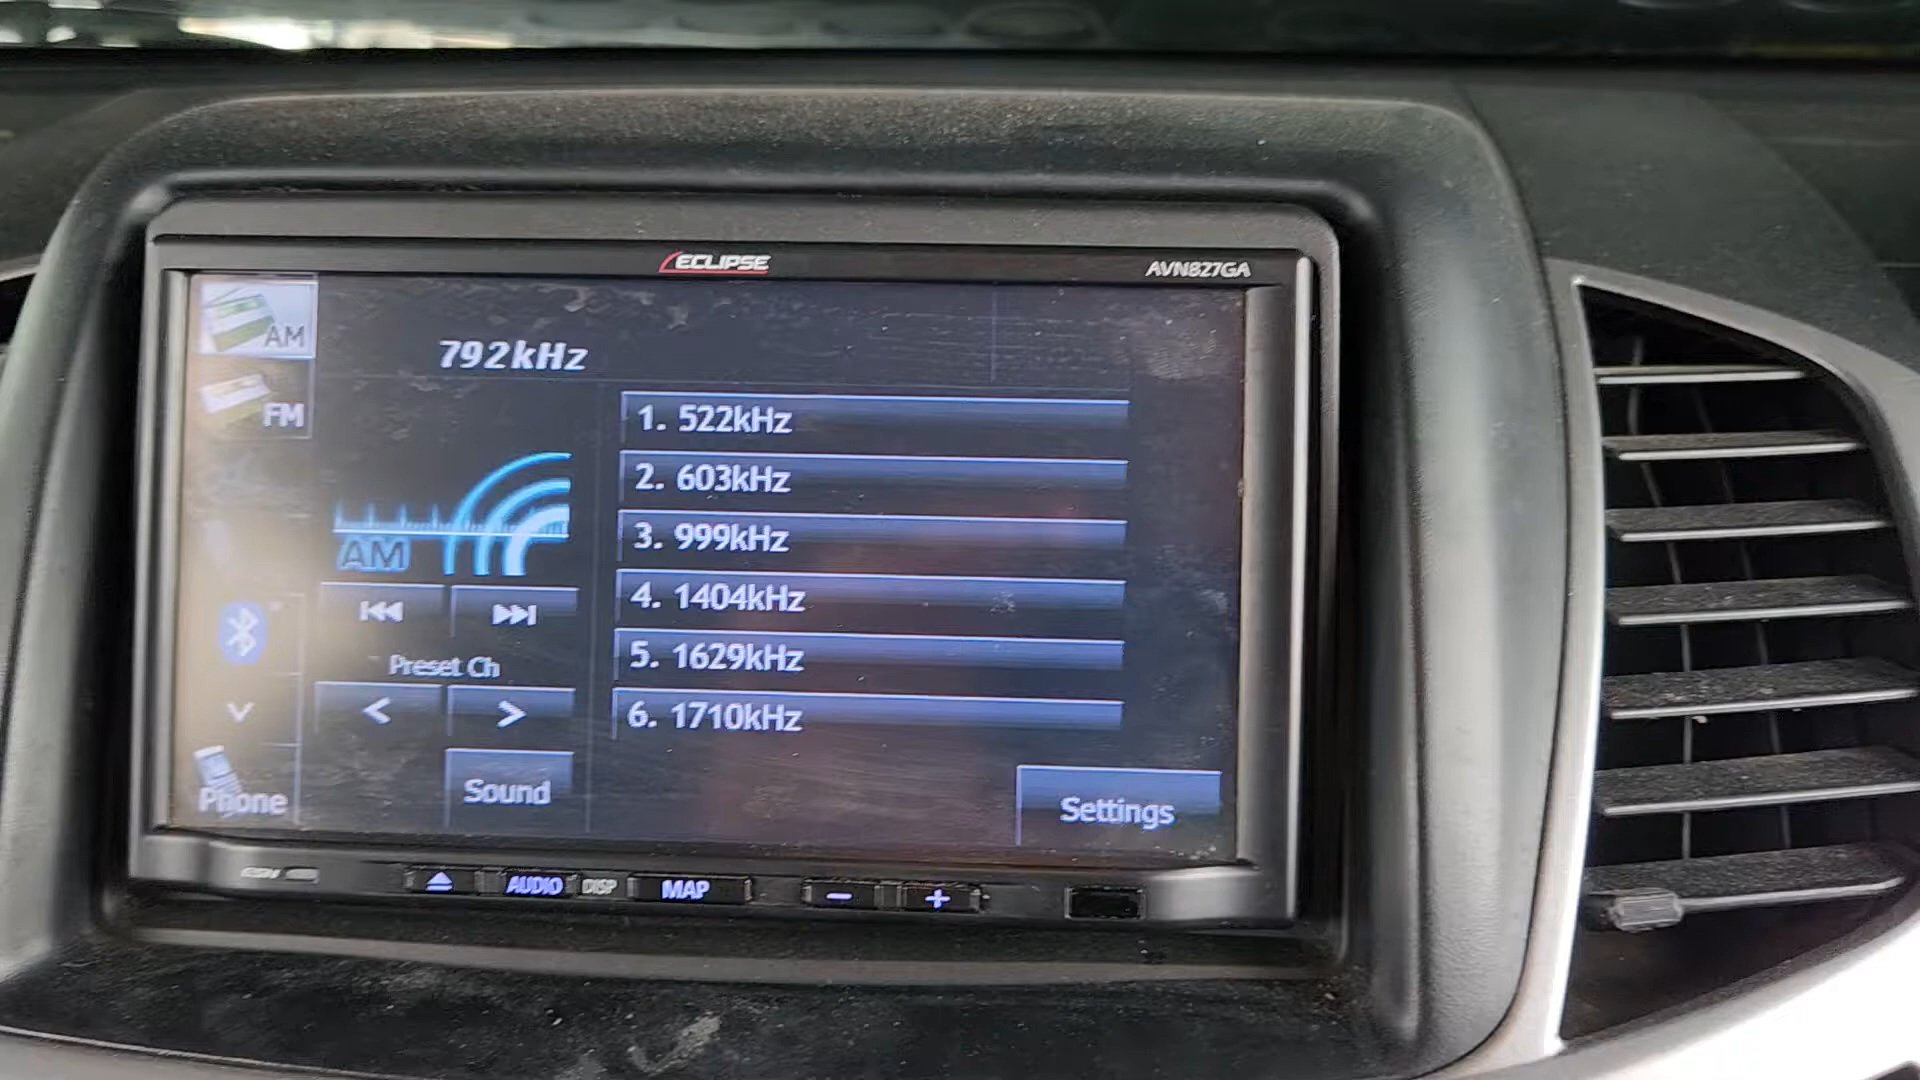 ECLIPSE
AVN827GA
AM
792kHz
FM
1. 522kHz
2. 603kHz
3. 999kHz
AM
4. 1404kHz
5. 1629kHz
Preset Ch
6. 1710kHz
Phone
Sound
Settings
ESN
AUDIO
DISP
MAP